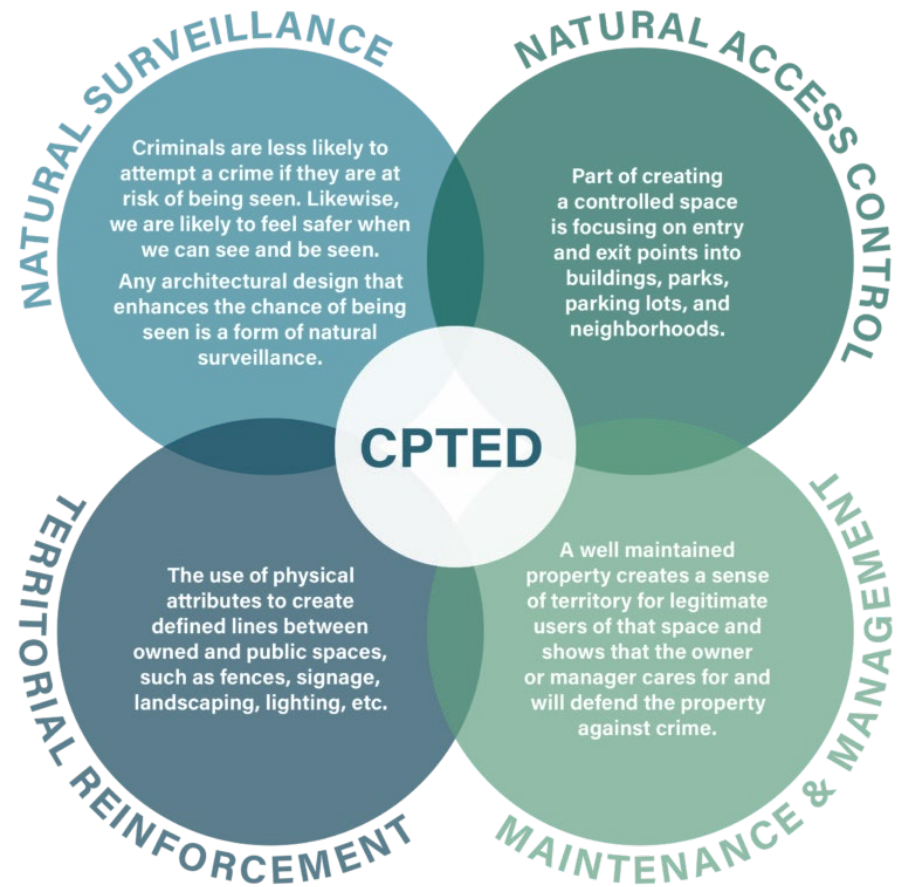 NATURAL SURVEILLANCE
Criminals are less likely to
attempt a crime if they are at
risk of being seen. Likewise,
we are likely to feel safer when
we can see and be seen.
Any architectural design that
enhances the chance of being
seen is a form of natural
surveillance.
NATURAL ACCESS CONTROL
Part of creating
a controlled space
is focusing on entry
and exit points into
buildings, parks,
parking lots, and
neighborhoods.
CPTED
TERRITORIAL REINFORCEMENT
The use of physical
attributes to create
defined lines between
owned and public spaces,
such as fences, signage,
landscaping, lighting, etc.
MAINTENANCE & MANAGEMENT
A well maintained
property creates a sense
of territory for legitimate
users of that space and
shows that the owner
or manager cares for and
will defend the property
against crime.